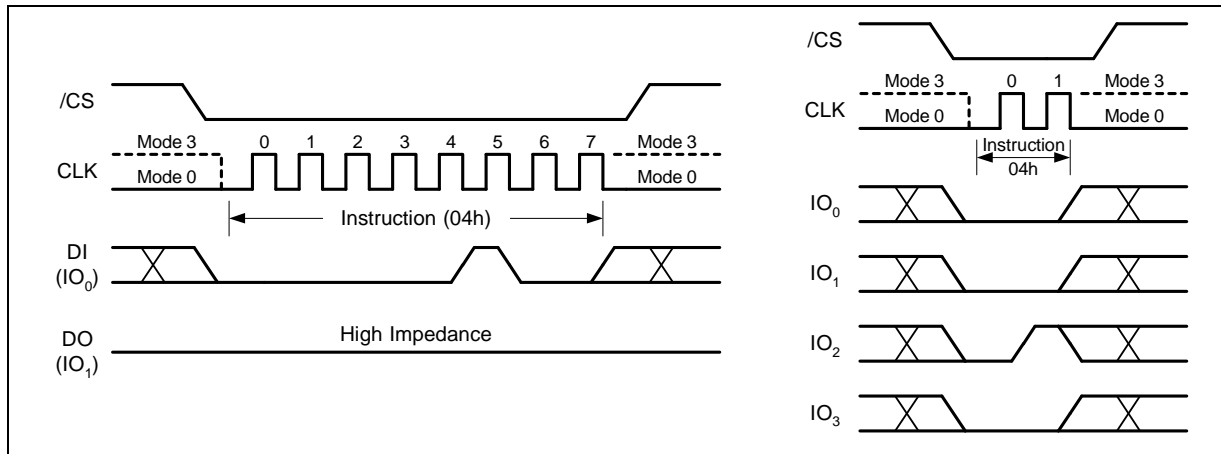 /CS
Mode 3 0 1 2 3 4 5 6 7 Mode 3
CLK
Mode 0 Mode 0
Instruction (04h)
DI
(IO0)
High Impedance
DO
(IO1)
/CS
Mode 3 0 1 Mode 3
CLK
Mode 0 Mode 0
Instruction
04h
IO0
IO1
IO2
IO3